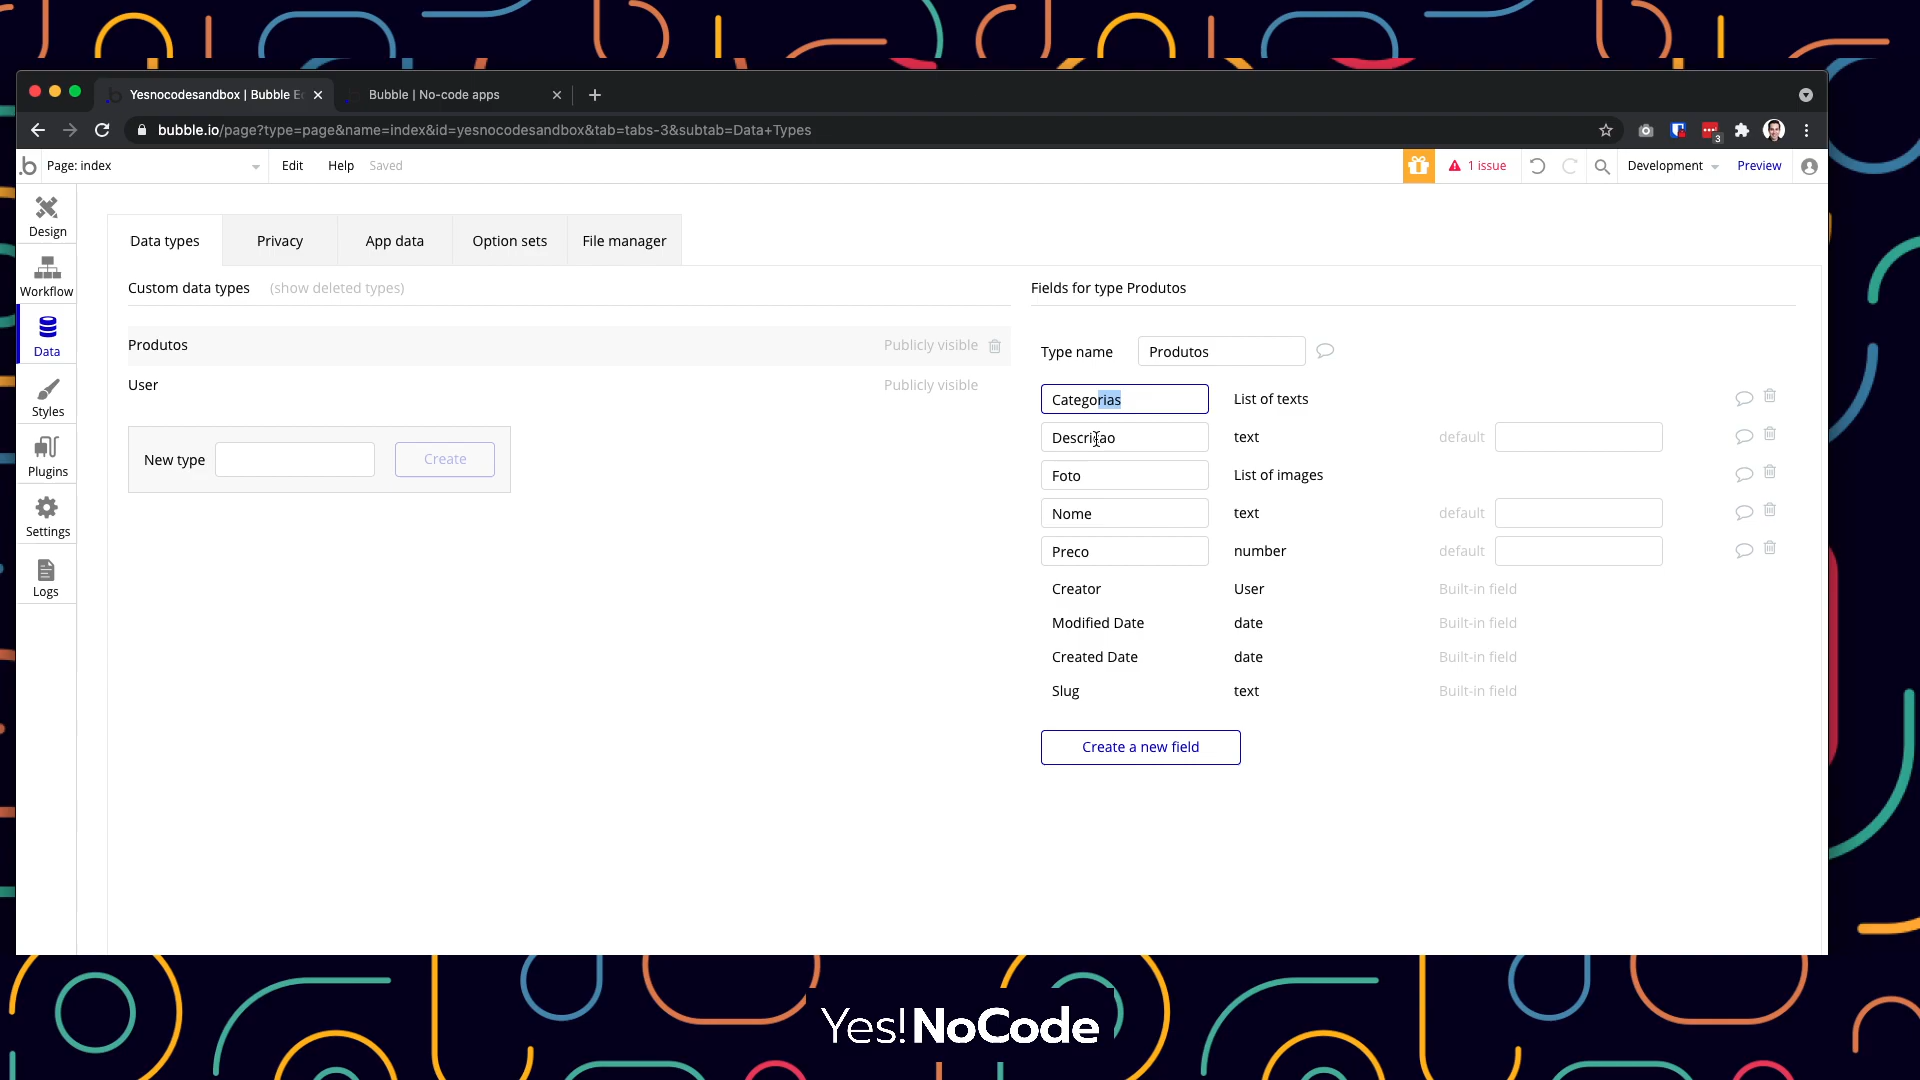 Yesnocodesandbox | Bubble E
Bubble | No-code apps
bubble.io/page?type=page&name=index&id=yesnocodesandbox&tab=tabs-3&subtab=Data+Types
3
b Page: index
Edit
Help
Saved
1 issue
Development
Preview
Design
Workflow
Data
Styles
Plugins
Settings
Logs
Data types
Privacy
App data
Option sets
File manager
Custom data types (show deleted types)
Produtos Publicly visible
User Publicly visible
New type Create
Fields for type Produtos
Type name Produtos
Categorias List of texts
Descricao text default
Foto List of images
Nome text default
Preco number default
Creator User Built-in field
Modified Date date Built-in field
Created Date date Built-in field
Slug text Built-in field
Create a new field
Yes!NoCode